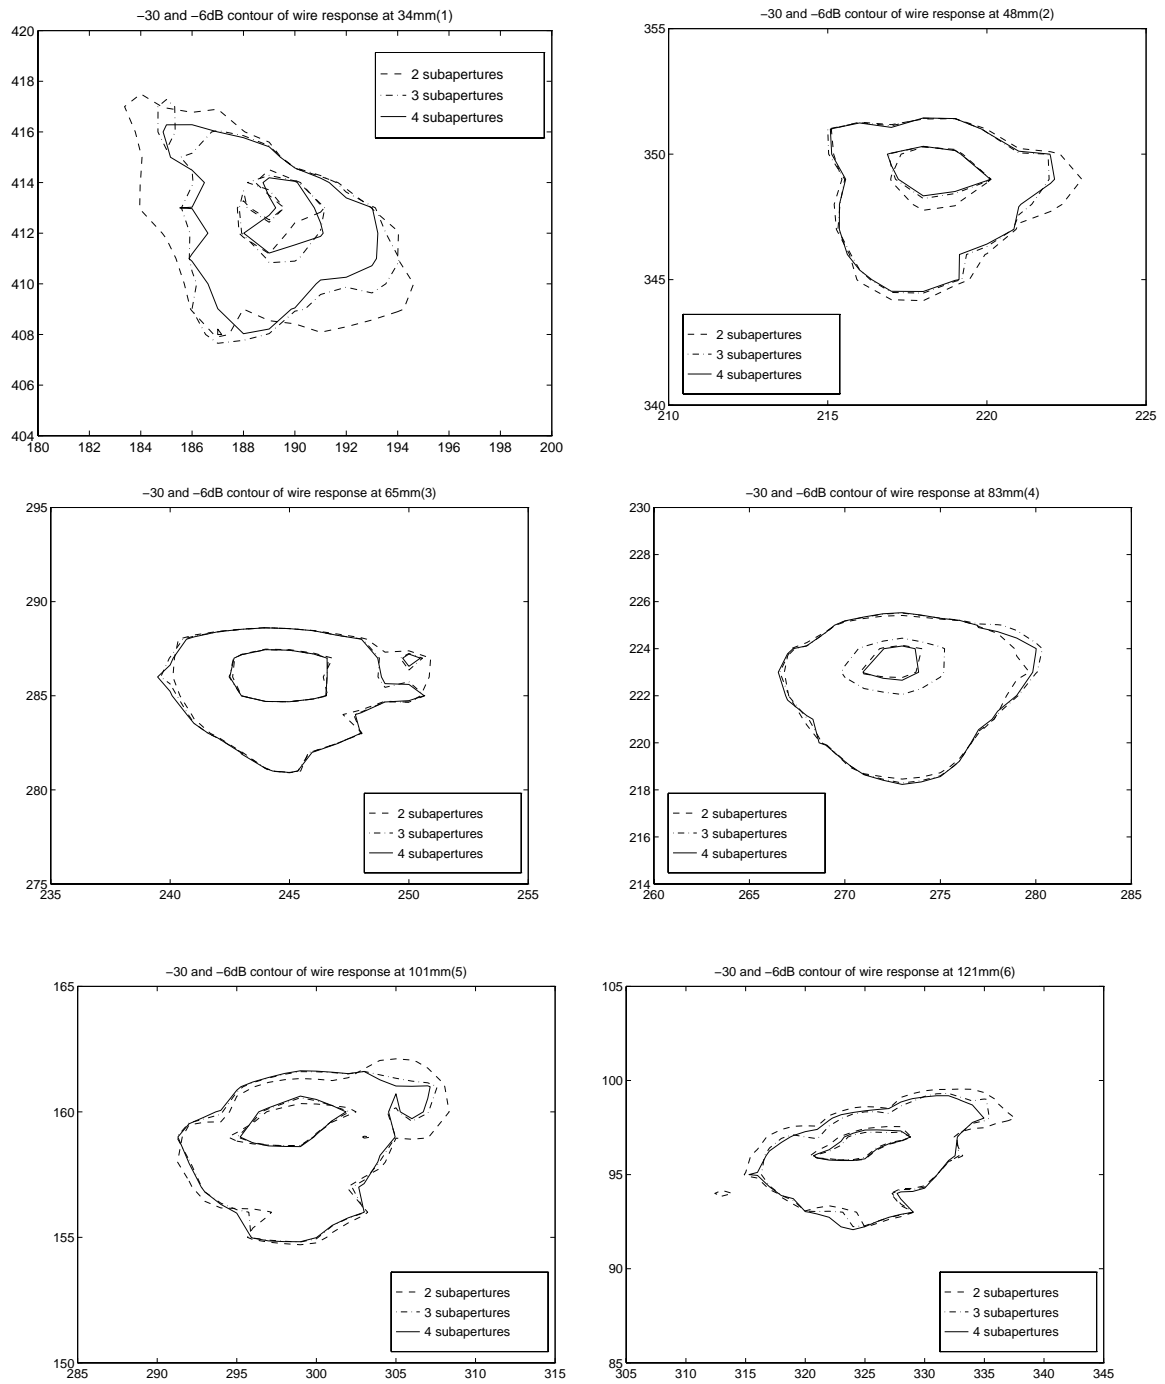 −30 and −6dB contour of wire response at 34mm(1)
420
418
416
414
412
410
408
406
404
180 182 184 186 188 190 192 194 196 198 200
2 subapertures
3 subapertures
4 subapertures
−30 and −6dB contour of wire response at 48mm(2)
355
350
345
340
210 215 220 225
2 subapertures
3 subapertures
4 subapertures
−30 and −6dB contour of wire response at 65mm(3)
295
290
285
280
275
235 240 245 250 255
2 subapertures
3 subapertures
4 subapertures
−30 and −6dB contour of wire response at 83mm(4)
230
228
226
224
222
220
218
216
214
260 265 270 275 280 285
2 subapertures
3 subapertures
4 subapertures
−30 and −6dB contour of wire response at 101mm(5)
165
160
155
150
285 290 295 300 305 310 315
2 subapertures
3 subapertures
4 subapertures
−30 and −6dB contour of wire response at 121mm(6)
105
100
95
90
85
305 310 315 320 325 330 335 340 345
2 subapertures
3 subapertures
4 subapertures